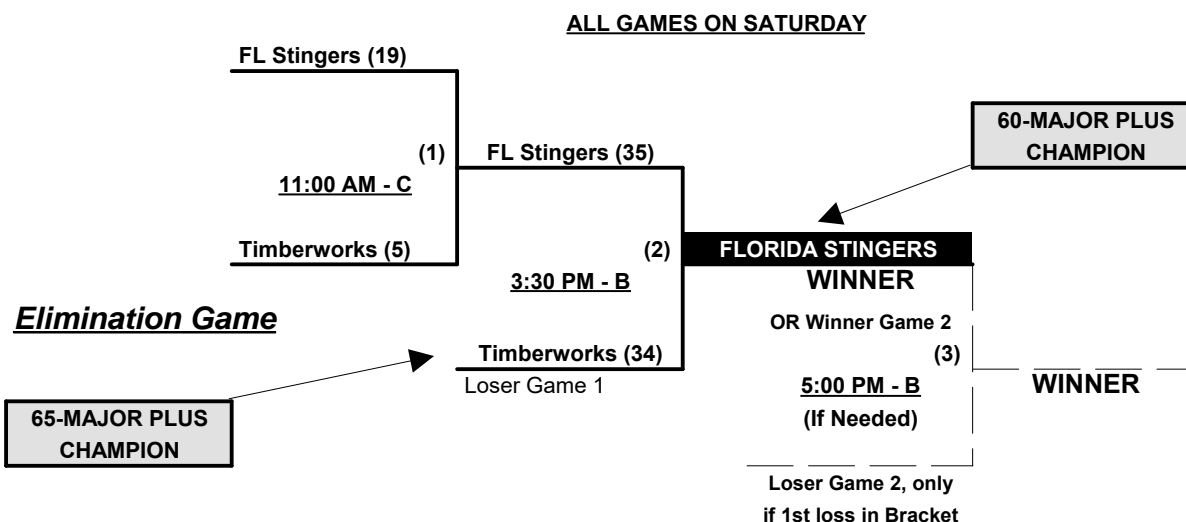 ALL GAMES ON SATURDAY
FL Stingers (19)
60-MAJOR PLUS
CHAMPION
(1)
FL Stingers (35)
11:00 AM - C
Timberworks (5)
(2)
FLORIDA STINGERS
3:30 PM - B
WINNER
Elimination Game
OR Winner Game 2
Timberworks (34)
(3)
Loser Game 1
5:00 PM - B
WINNER
65-MAJOR PLUS
CHAMPION
(If Needed)
Loser Game 2, only
if 1st loss in Bracket